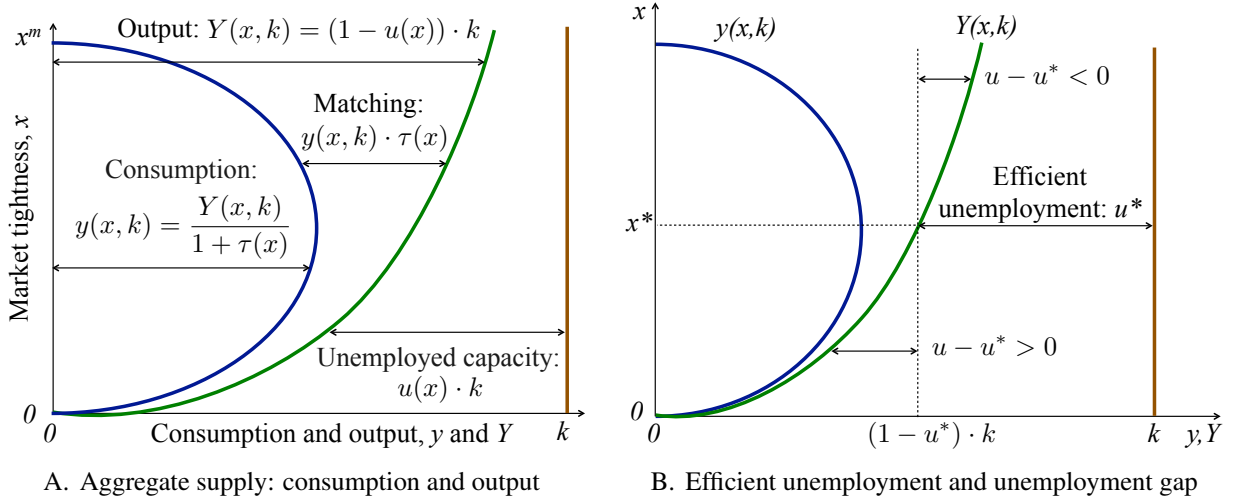 x^m
Output: Y(x, k) = (1 − u(x)) · k
Matching:
y(x, k) · τ(x)
Consumption:
y(x, k) = Y(x, k) / 1 + τ(x)
Market tightness, x
Unemployed capacity:
u(x) · k
0
0
Consumption and output, y and Y
k
A. Aggregate supply: consumption and output
x
y(x,k)
Y(x,k)
u − u* < 0
Efficient
unemployment: u*
x*
u − u* > 0
0
0
(1 − u*) · k
k
y,Y
B. Efficient unemployment and unemployment gap